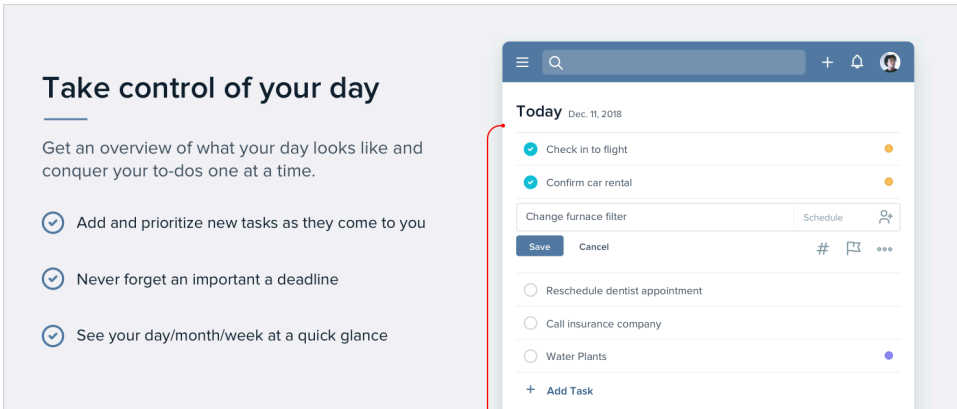 Take control of your day
Get an overview of what your day looks like and
conquer your to-dos one at a time.
Add and prioritize new tasks as they come to you
Never forget an important a deadline
See your day/month/week at a quick glance
Today Dec. 11, 2018
Check in to flight
Confirm car rental
Change furnace filter Schedule
Save Cancel #
Reschedule dentist appointment
Call insurance company
Water Plants
+ Add Task